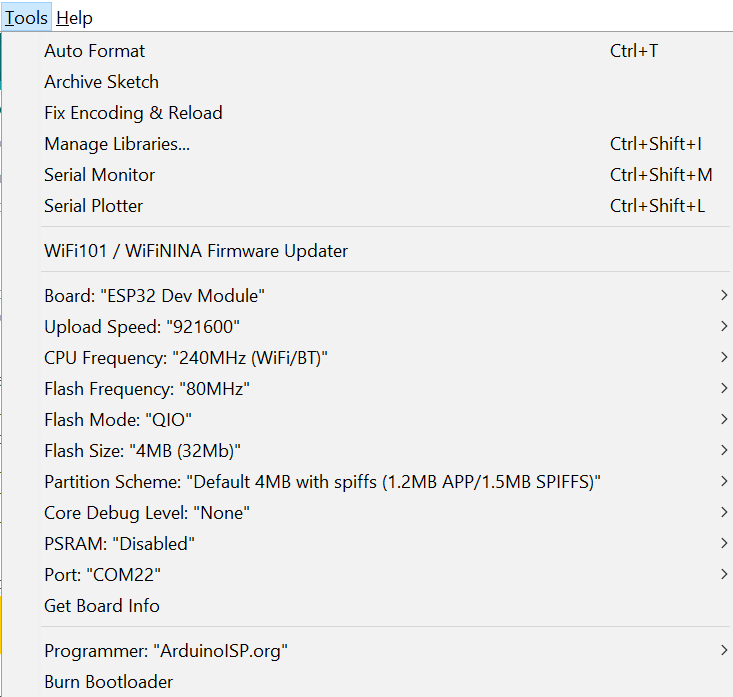 Tools Help
Auto Format Ctrl+T
Archive Sketch
Fix Encoding & Reload
Manage Libraries... Ctrl+Shift+I
Serial Monitor Ctrl+Shift+M
Serial Plotter Ctrl+Shift+L
WiFi101 / WiFiNINA Firmware Updater
Board: "ESP32 Dev Module"
Upload Speed: "921600"
CPU Frequency: "240MHz (WiFi/BT)"
Flash Frequency: "80MHz"
Flash Mode: "QIO"
Flash Size: "4MB (32Mb)"
Partition Scheme: "Default 4MB with spiffs (1.2MB APP/1.5MB SPIFFS)"
Core Debug Level: "None"
PSRAM: "Disabled"
Port: "COM22"
Get Board Info
Programmer: "ArduinoISP.org"
Burn Bootloader